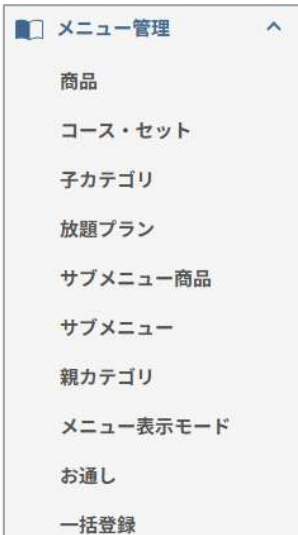 メニュー管理
商品
コース・セット
子カテゴリ
放題プラン
サブメニュー商品
サブメニュー
親カテゴリ
メニュー表示モード
お通し
一括登録